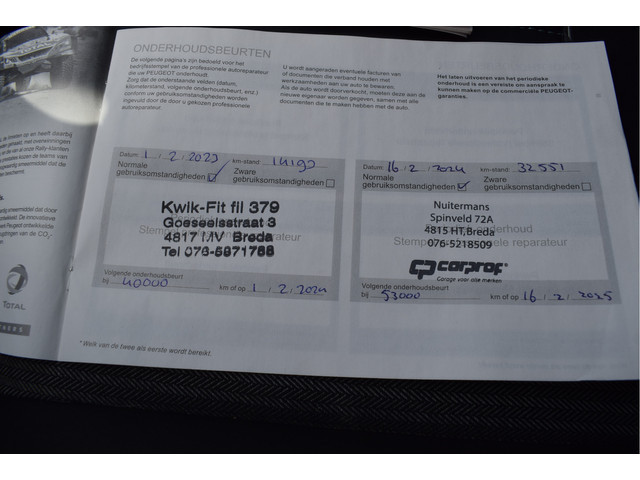 ONDERHOUDSBEURTEN
De volgende pagina's zijn bedoeld voor het
bedrijfsstempel van de professionele autoreparateur
die uw PEUGEOT onderhoudt.
Zorg dat de onderstaande velden (datum,
kilometerstand, volgende onderhoudsbeurt, enz.)
conform uw gebruiksomstandigheden worden
ingevuld door de door u gekozen professionele
autoreparateur.
U wordt aangeraden eventuele facturen van
of documenten die verband houden met
werkzaamheden aan uw auto te bewaren.
Als de auto wordt doorverkocht, moeten deze aan de
nieuwe eigenaar worden gegeven, samen met alle
documenten die te maken hebben met de auto.
Het laten uitvoeren van het periodieke
onderhoud is een vereiste om aanspraak te
kunnen maken op de commerciële PEUGEOT-
garanties.
Datum: 1 / 2 / 2023 km-stand: 14190
Normale gebruiksomstandigheden
Zware gebruiksomstandigheden
Kwik-Fit fil 379
Goeseelsstraat 3
4817 MV Breda
Tel 076-5971768
Volgende onderhoudsbeurt
bij 40000 km of op 1 / 2 / 2024
Datum: 16 / 2 / 2024 km-stand: 32551
Normale gebruiksomstandigheden
Zware gebruiksomstandigheden
Nuitermans
Spinveld 72A
4815 HT, Breda
076-5218509
carprof
Garage voor alle merken
Volgende onderhoudsbeurt
bij 53000 km of op 16 / 2 / 2025
* Welk van de twee als eerste wordt bereikt.
TOTAL